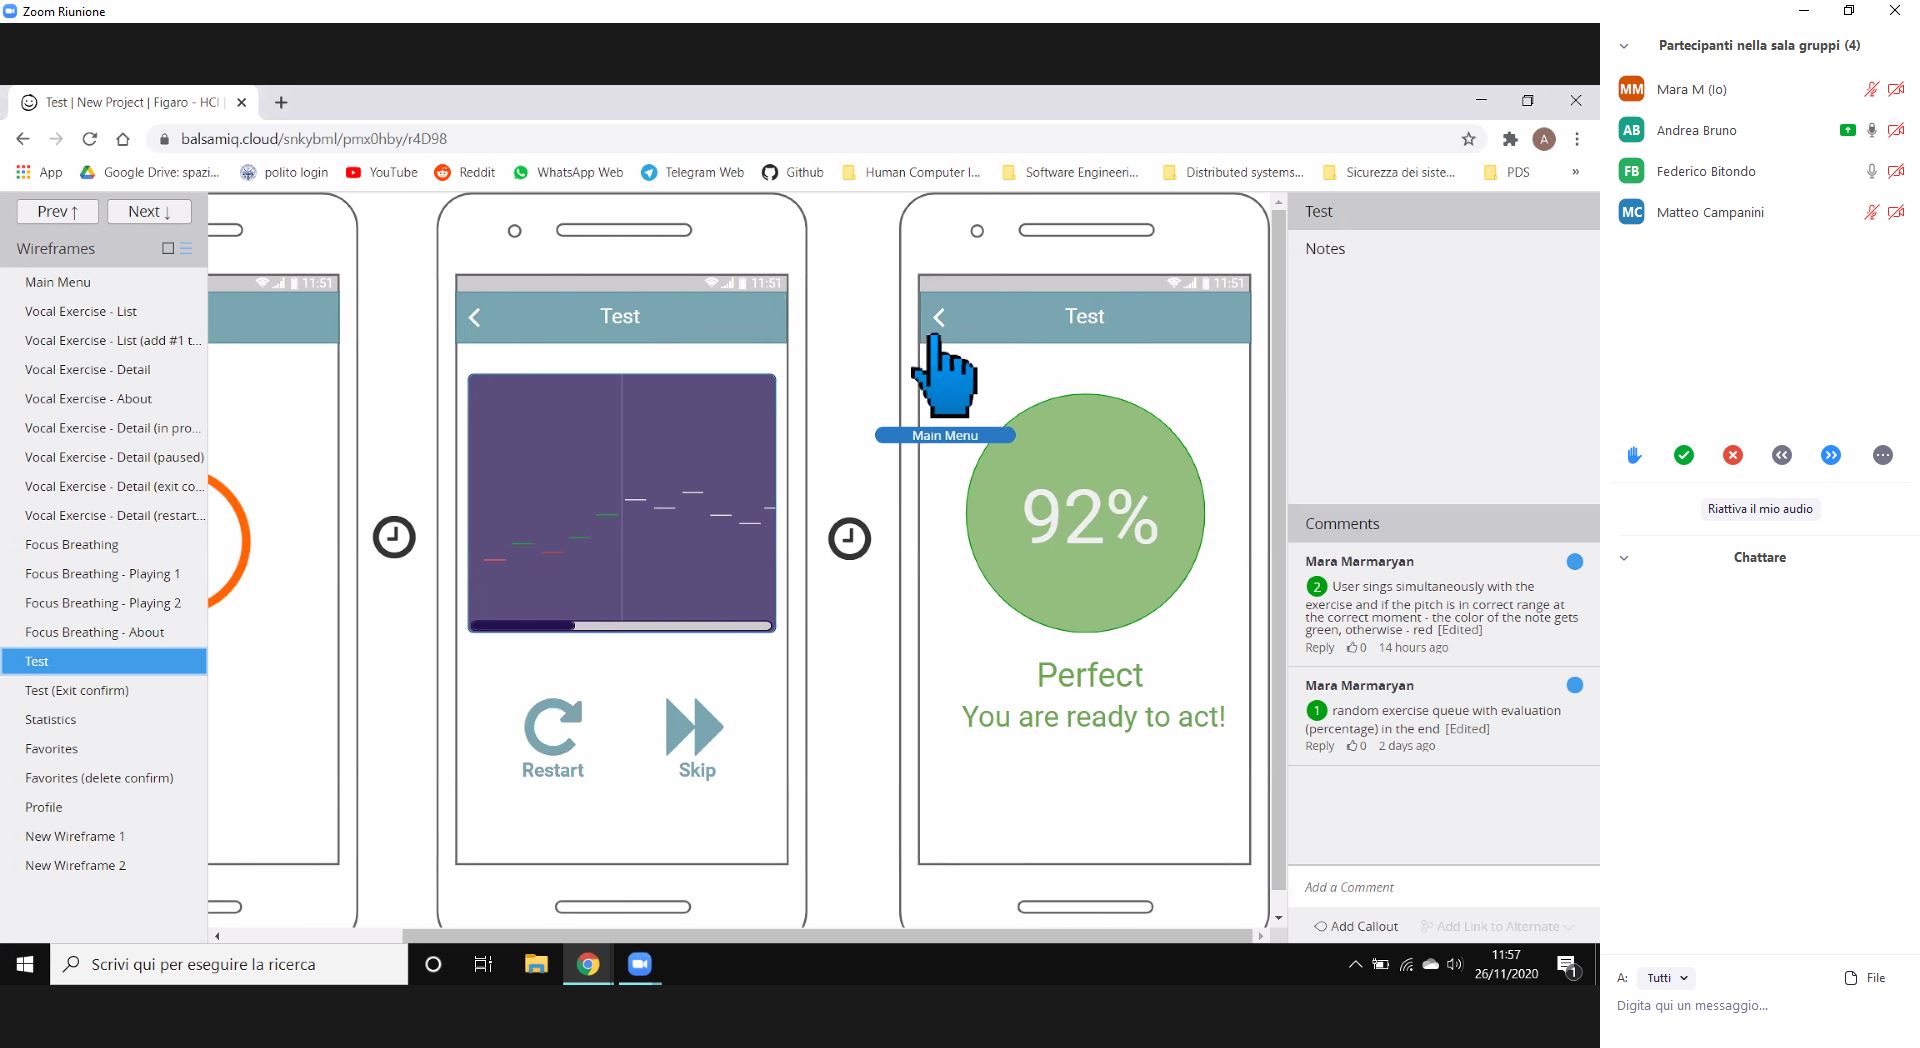 Zoom Riunione
Test | New Project | Figaro - HCI |
balsamiq.cloud/snkybml/pmx0hby/r4D98
A
App
Google Drive: spazi...
polito login
YouTube
Reddit
WhatsApp Web
Telegram Web
Github
Human Computer I...
Software Engineeri...
Distributed systems...
Sicurezza dei siste...
PDS
»
Prev ↑
Next ↓
Wireframes
Main Menu
Vocal Exercise - List
Vocal Exercise - List (add #1 t...
Vocal Exercise - Detail
Vocal Exercise - About
Vocal Exercise - Detail (in pro...
Vocal Exercise - Detail (paused)
Vocal Exercise - Detail (exit co...
Vocal Exercise - Detail (restart...
Focus Breathing
Focus Breathing - Playing 1
Focus Breathing - Playing 2
Focus Breathing - About
Test
Test (Exit confirm)
Statistics
Favorites
Favorites (delete confirm)
Profile
New Wireframe 1
New Wireframe 2
11:51
11:51
Test
Restart
Skip
11:51
Test
Main Menu
92%
Perfect
You are ready to act!
Test
Notes
Comments
Mara Marmaryan
2 User sings simultaneously with the
exercise and if the pitch is in correct range at
the correct moment - the color of the note gets
green, otherwise - red [Edited]
Reply 0 14 hours ago
Mara Marmaryan
1 random exercise queue with evaluation
(percentage) in the end [Edited]
Reply 0 2 days ago
Add a Comment
Add Callout
Add Link to Alternate
Scrivi qui per eseguire la ricerca
11:57
26/11/2020
1
Partecipanti nella sala gruppi (4)
MM Mara M (Io)
AB Andrea Bruno
FB Federico Bitondo
MC Matteo Campanini
Riattiva il mio audio
Chattare
A: Tutti
File
Digita qui un messaggio...